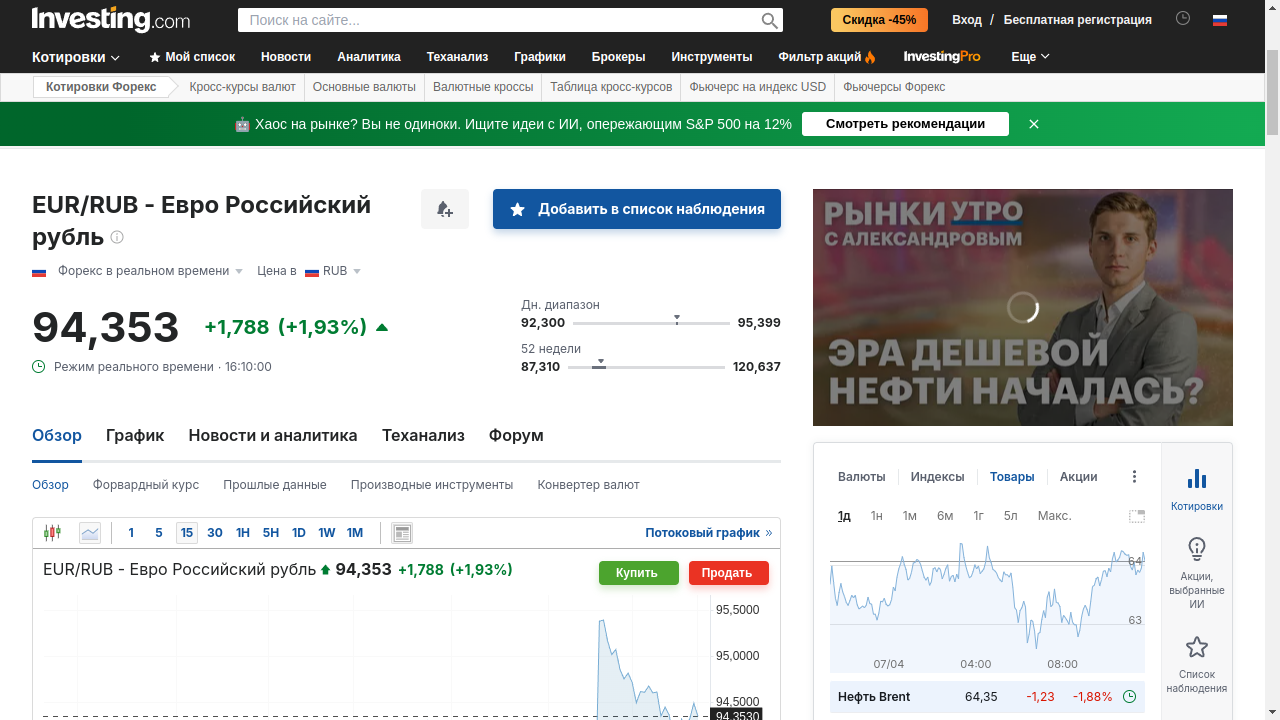 Investing.com
Поиск на сайте...
Скидка -45%
Вход / Бесплатная регистрация
Котировки
Мой список
Новости
Аналитика
Теханализ
Графики
Брокеры
Инструменты
Фильтр акций
InvestingPro
Еще
Котировки Форекс
Кросс-курсы валют
Основные валюты
Валютные кроссы
Таблица кросс-курсов
Фьючерс на индекс USD
Фьючерсы Форекс
Хаос на рынке? Вы не одиноки. Ищите идеи с ИИ, опережающим S&P 500 на 12%
Смотреть рекомендации
EUR/RUB - Евро Российский
рубль
Добавить в список наблюдения
Форекс в реальном времени
Цена в
RUB
94,353
+1,788 (+1,93%)
Режим реального времени · 16:10:00
Дн. диапазон
92,300
95,399
52 недели
87,310
120,637
РЫНКИ УТРО
С АЛЕКСАНДРОВЫМ
ЭРА ДЕШЕВОЙ
НЕФТИ НАЧАЛАСЬ?
Обзор
График
Новости и аналитика
Теханализ
Форум
Обзор
Форвардный курс
Прошлые данные
Производные инструменты
Конвертер валют
1
5
15
30
1H
5H
1D
1W
1M
Потоковый график »
EUR/RUB - Евро Российский рубль 94,353 +1,788 (+1,93%)
Купить
Продать
95,5000
95,0000
94,5000
94,3530
Валюты
Индексы
Товары
Акции
1д
1н
1м
6м
1г
5л
Макс.
64
63
07/04
04:00
08:00
Нефть Brent
64,35
-1,23
-1,88%
Котировки
Акции,
выбранные
ИИ
Список
наблюдения